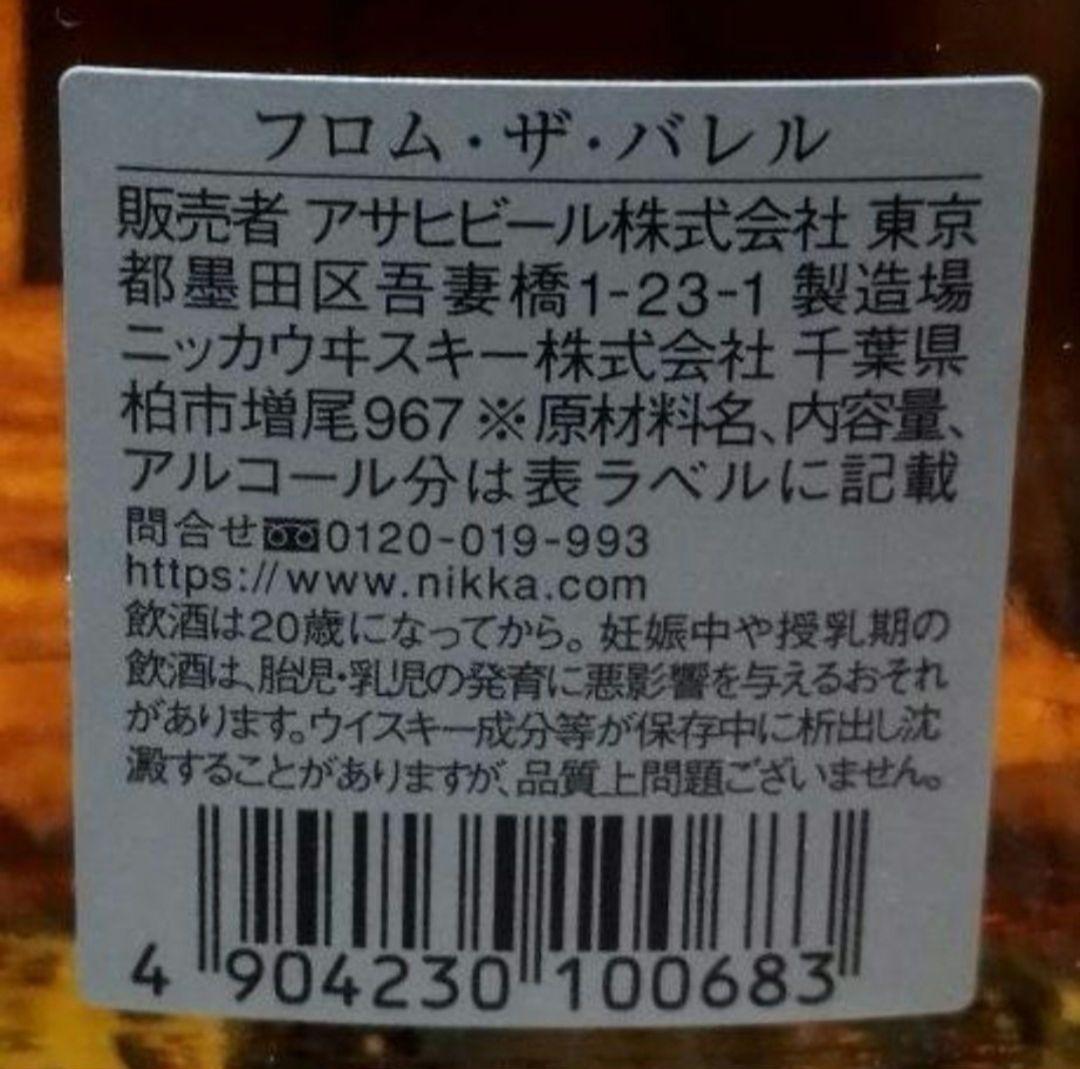 フロム・ザ・バレル
販売者 アサヒビール株式会社 東京
都墨田区吾妻橋1-23-1 製造場
ニッカウヰスキー株式会社 千葉県
柏市増尾967※原材料名、内容量、
アルコール分は表ラベルに記載
問合せ 0120-019-993
https://www.nikka.com
飲酒は20歳になってから。妊娠中や授乳期の
飲酒は、胎児・乳児の発育に悪影響を与えるおそれ
があります。ウイスキー成分等が保存中に析出し沈
澱することがありますが、品質上問題ございません。
4 904230 100683